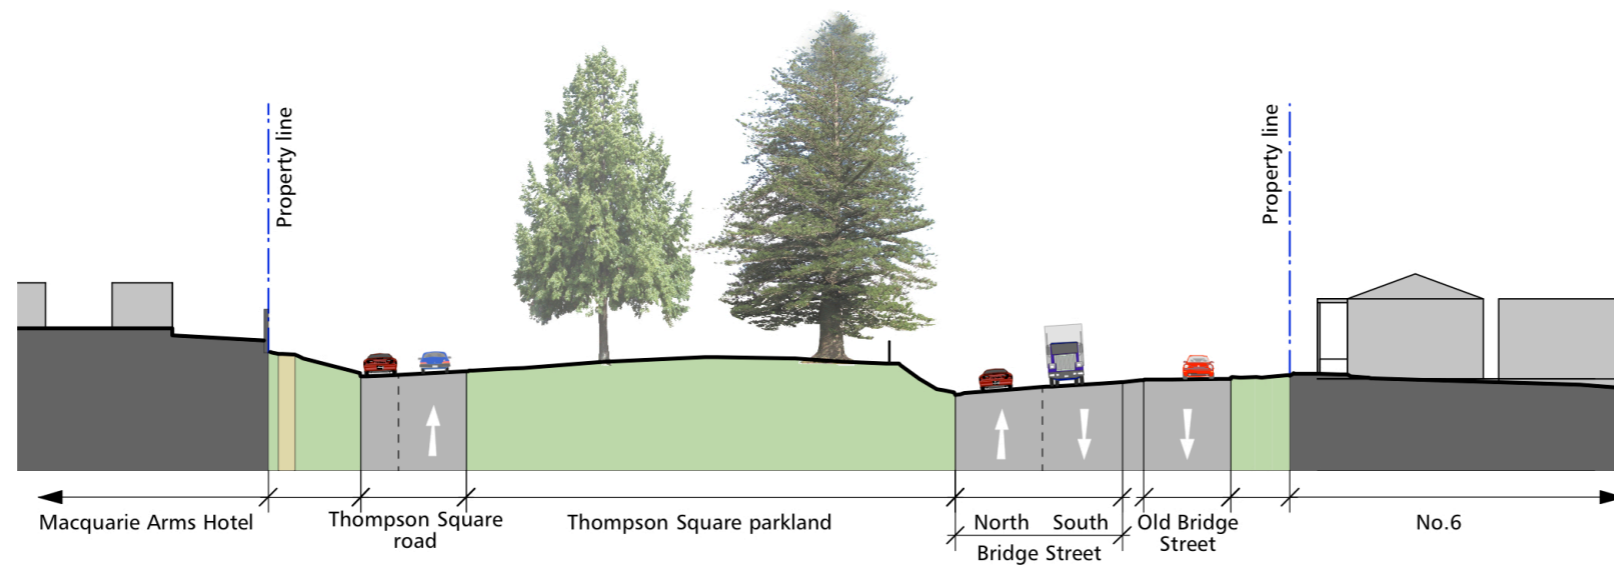 Property line
Property line
Macquarie Arms Hotel
Thompson Square
road
Thompson Square parkland
North South
Bridge Street
Old Bridge
Street
No.6